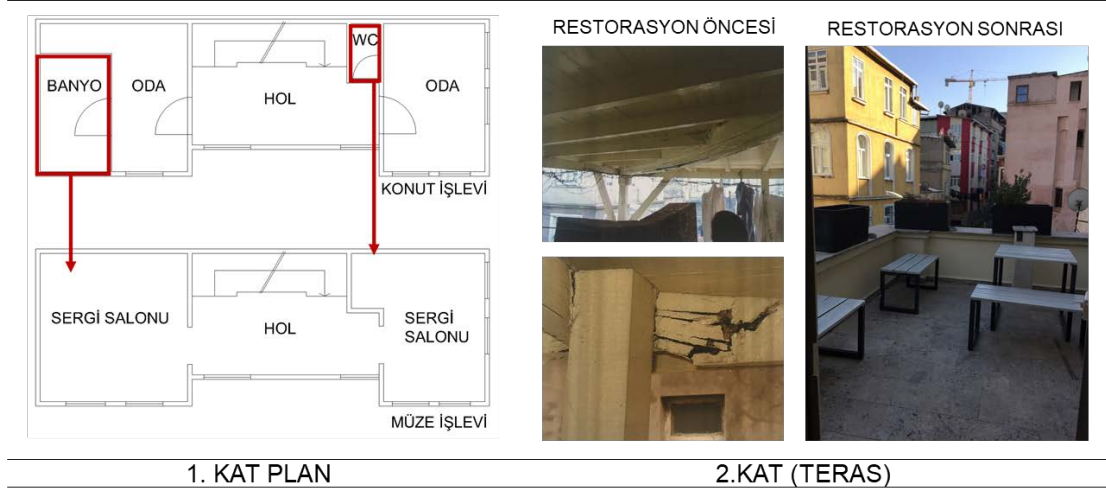 RESTORASYON ÖNCESİ
RESTORASYON SONRASI
WC
BANYO
ODA
HOL
ODA
KONUT İŞLEVİ
SERGİ SALONU
HOL
SERGİ
SALONU
MÜZE İŞLEVİ
1. KAT PLAN
2.KAT (TERAS)